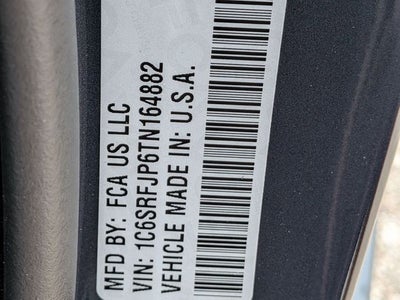 MFD BY: FCA US LLC
VIN: 1C6SRFJP6TN164882
VEHICLE MADE IN: U.S.A.